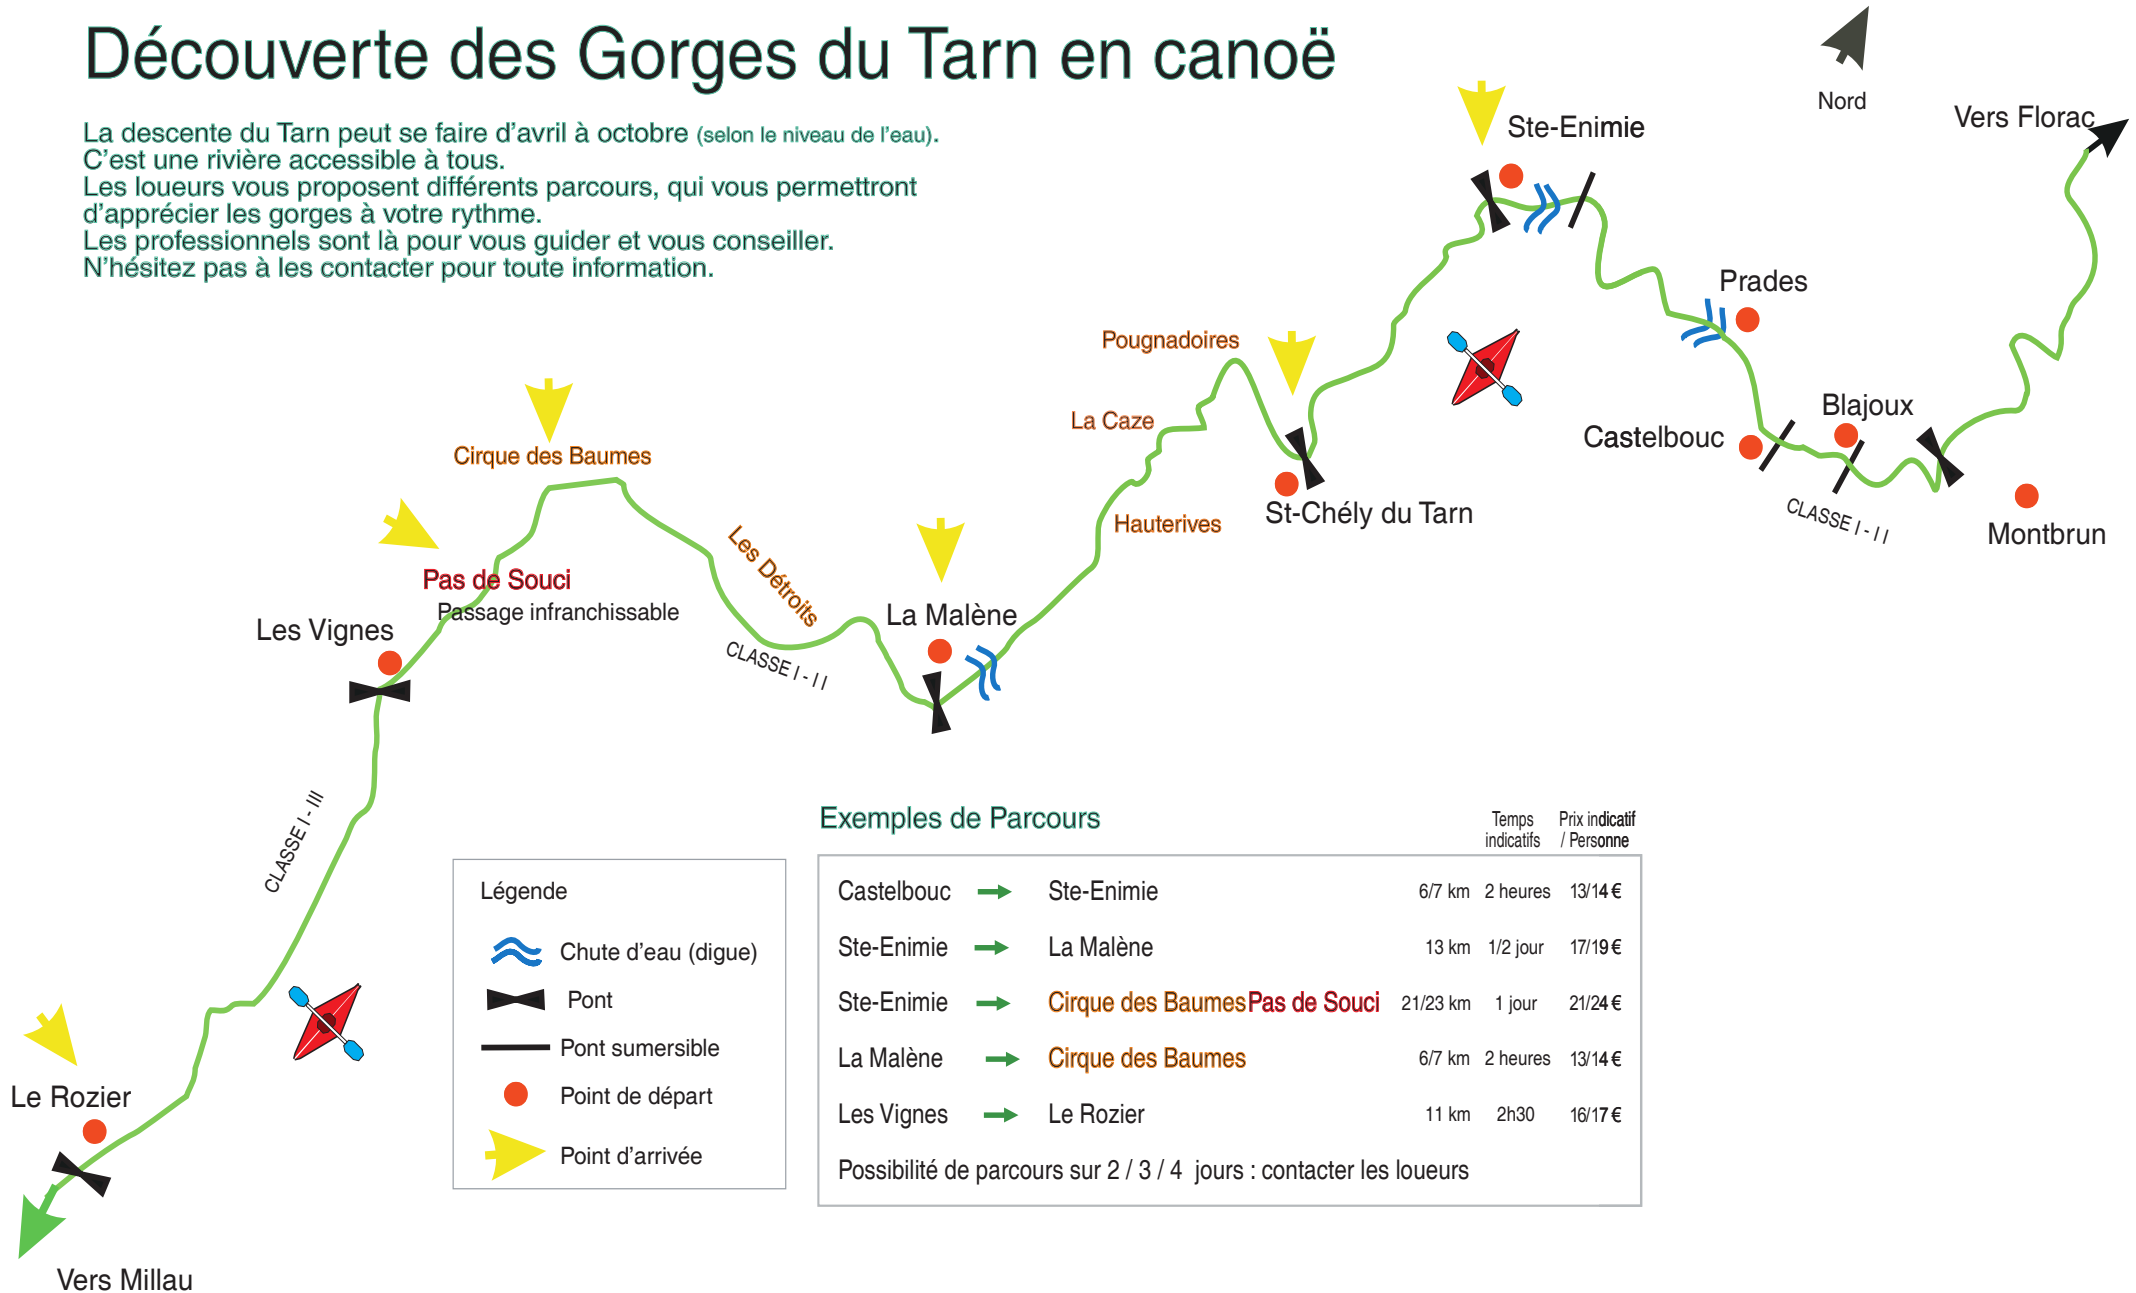 Découverte des Gorges du Tarn en canoë
La descente du Tarn peut se faire d'avril à octobre (selon le niveau de l'eau).
C'est une rivière accessible à tous.
Les loueurs vous proposent différents parcours, qui vous permettront
d'apprécier les gorges à votre rythme.
Les professionnels sont là pour vous guider et vous conseiller.
N'hésitez pas à les contacter pour toute information.
Nord
Vers Florac
Ste-Enimie
Prades
Blajoux
Castelbouc
CLASSE I - II
Montbrun
Pougnadoires
La Caze
Hauterives
St-Chély du Tarn
Cirque des Baumes
Les Détroits
La Malène
CLASSE I - II
Pas de Souci
Passage infranchissable
Les Vignes
CLASSE I - III
Le Rozier
Vers Millau
Légende
Chute d'eau (digue)
Pont
Pont sumersible
Point de départ
Point d'arrivée
Exemples de Parcours
Temps indicatifs
Prix indicatif / Personne
Castelbouc Ste-Enimie 6/7 km 2 heures 13/14 €
Ste-Enimie La Malène 13 km 1/2 jour 17/19 €
Ste-Enimie Cirque des Baumes Pas de Souci 21/23 km 1 jour 21/24 €
La Malène Cirque des Baumes 6/7 km 2 heures 13/14 €
Les Vignes Le Rozier 11 km 2h30 16/17 €
Possibilité de parcours sur 2 / 3 / 4 jours : contacter les loueurs